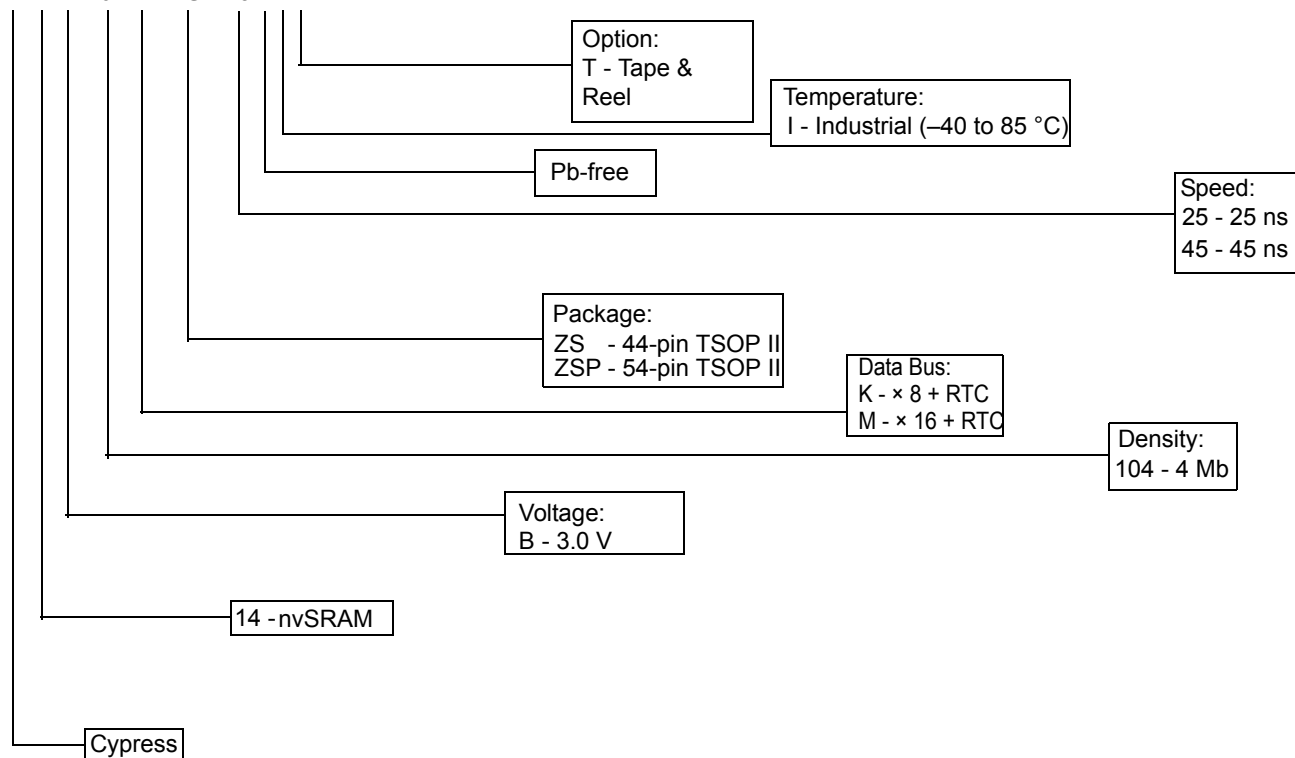 Option:
T - Tape &
Reel
Temperature:
I - Industrial (–40 to 85 °C)
Pb-free
Speed:
25 - 25 ns
45 - 45 ns
Package:
ZS - 44-pin TSOP II
ZSP - 54-pin TSOP II
Data Bus:
K - × 8 + RTC
M - × 16 + RTC
Density:
104 - 4 Mb
Voltage:
B - 3.0 V
14 - nvSRAM
Cypress